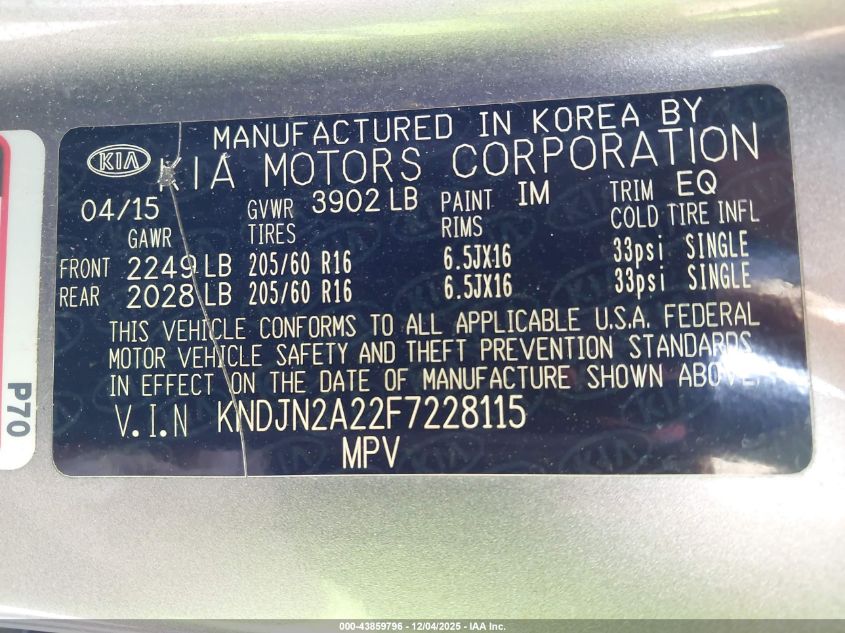 MANUFACTURED IN KOREA BY
KIA KIA MOTORS CORPORATION
04/15 GVWR 3902 LB PAINT IM TRIM EQ
GAWR TIRES RIMS COLD TIRE INFL
FRONT 2249 LB 205/60 R16 6.5JX16 33psi SINGLE
REAR 2028 LB 205/60 R16 6.5JX16 33psi SINGLE
THIS VEHICLE CONFORMS TO ALL APPLICABLE U.S.A. FEDERAL
MOTOR VEHICLE SAFETY AND THEFT PREVENTION STANDARDS
IN EFFECT ON THE DATE OF MANUFACTURE SHOWN ABOVE.
V.I.N KNDJN2A22F7228115
MPV
P70
000-43859796 - 12/04/2025 - IAA Inc.